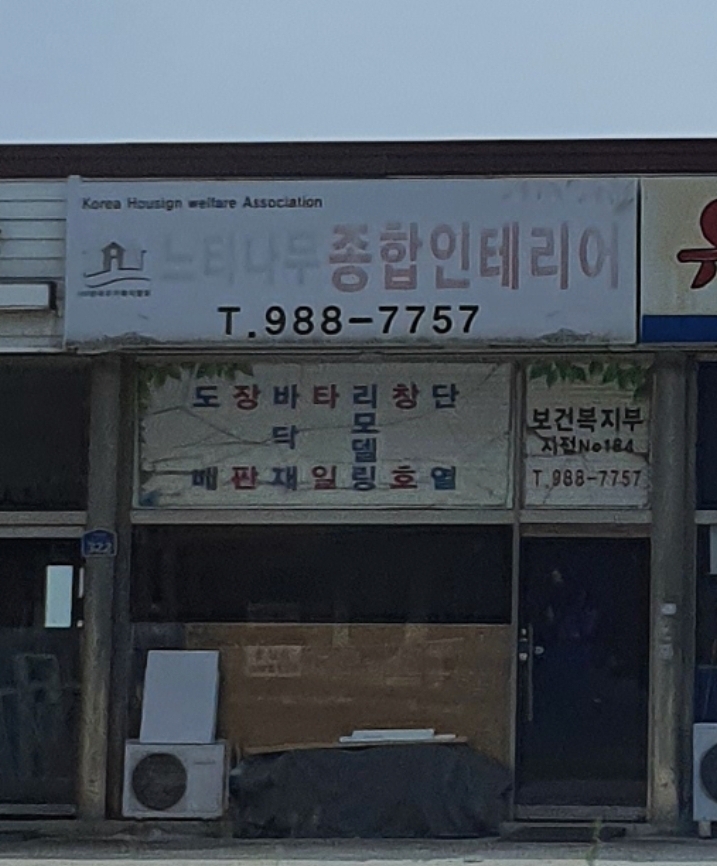 Korea Housign welfare Association
느티나무 종합인테리어
T.988-7757
도 장 바 타 리 창 단
닥 모
델
배 판 재 일 링 호 열
보건복지부
지정No184
T.988-7757
322